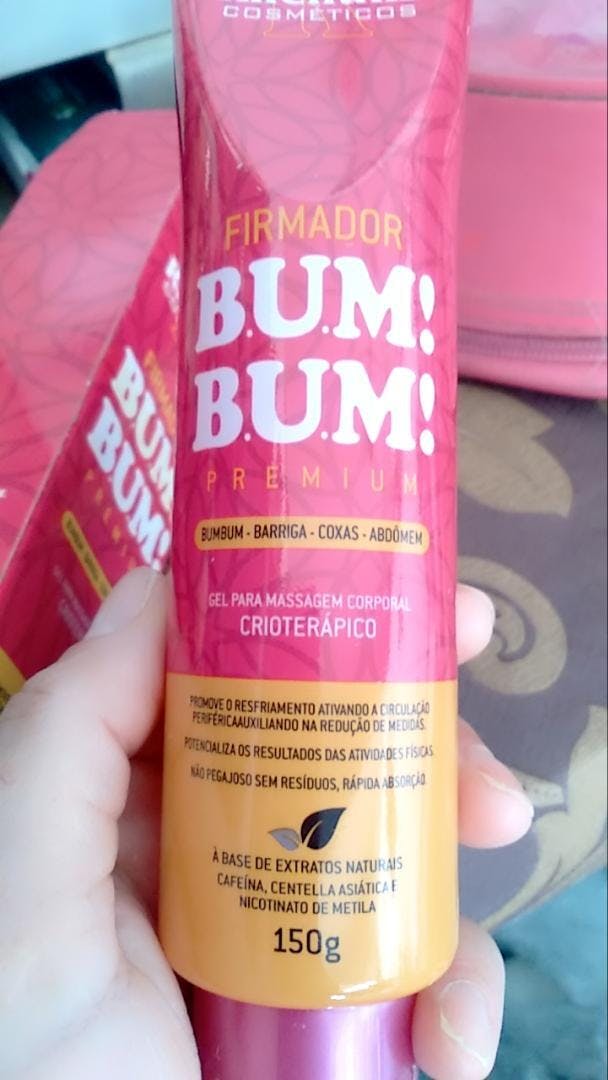 COSMÉTICOS
FIRMADOR
B.U.M!
B.U.M!
PREMIUM
BUMBUM - BARRIGA - COXAS - ABDÔMEM
GEL PARA MASSAGEM CORPORAL
CRIOTERÁPICO
PROMOVE O RESFRIAMENTO ATIVANDO A CIRCULAÇÃO
PERIFÉRICAAUXILIANDO NA REDUÇÃO DE MEDIDAS.
POTENCIALIZA OS RESULTADOS DAS ATIVIDADES FÍSICAS.
NÃO PEGAJOSO SEM RESÍDUOS, RÁPIDA ABSORÇÃO.
À BASE DE EXTRATOS NATURAIS
CAFEÍNA, CENTELLA ASIÁTICA E
NICOTINATO DE METILA
150g
BUM
BUM!